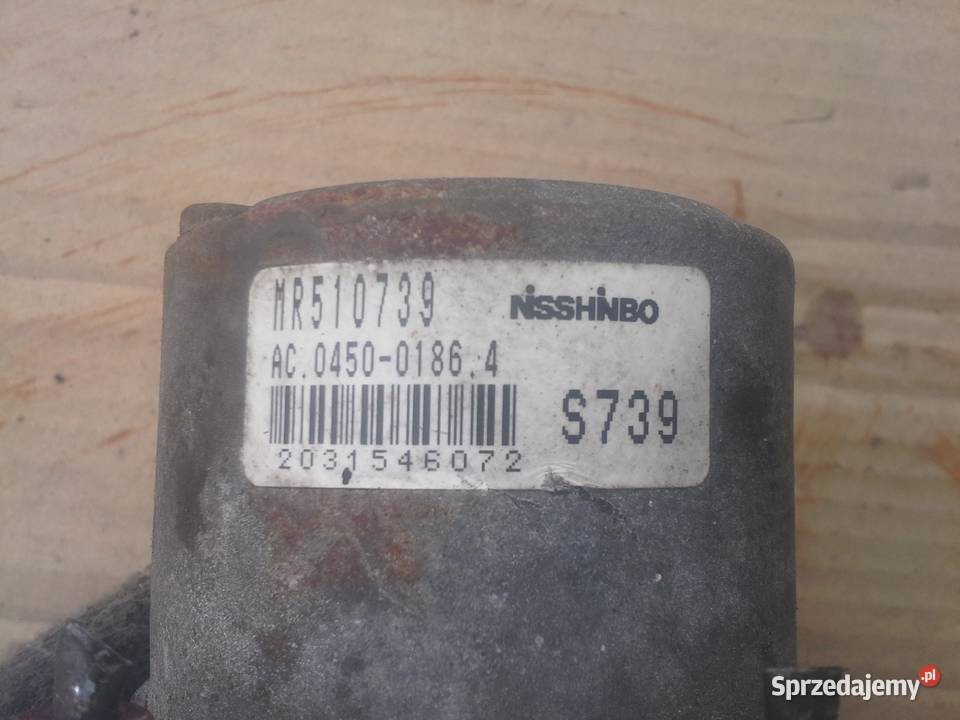 MR510739 NiSSHiNBO
AC.0450-0186.4
S739
2031546072
Sprzedajemy.pl